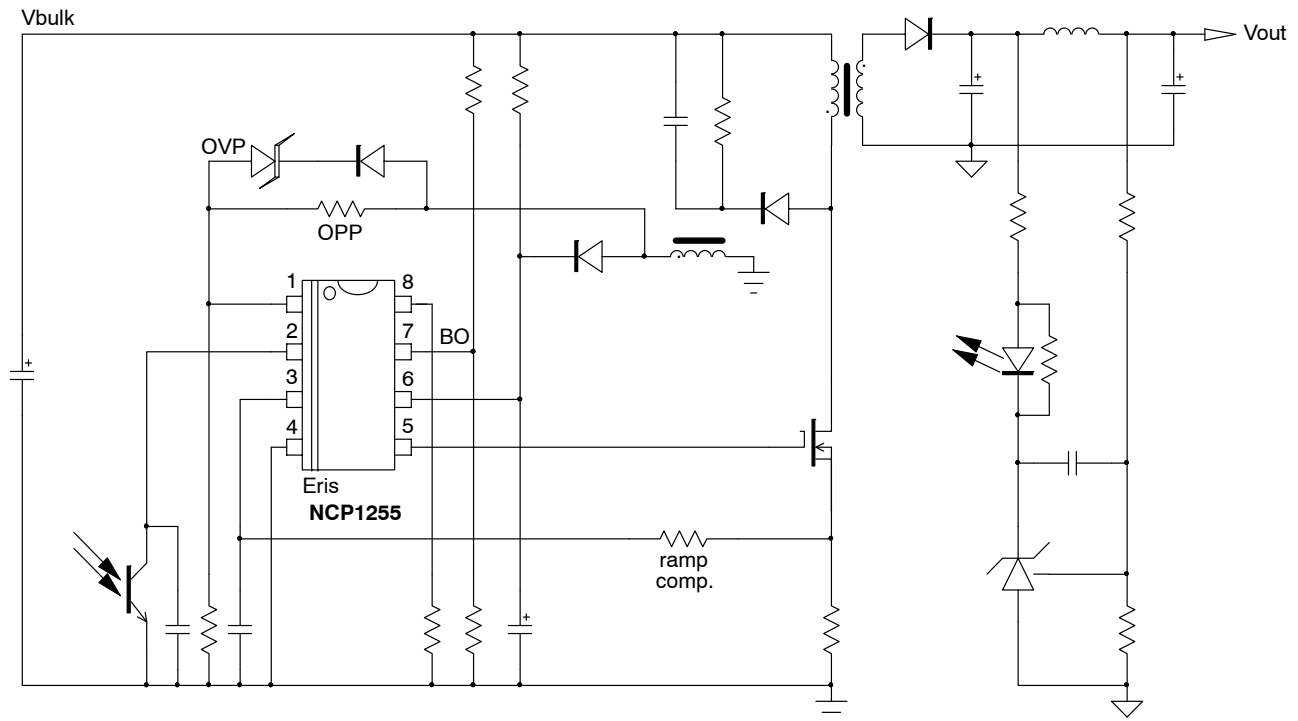 Vbulk
Vout
OVP
OPP
1
8
2
7
BO
3
6
4
5
Eris
NCP1255
ramp
comp.
+
+
+
+